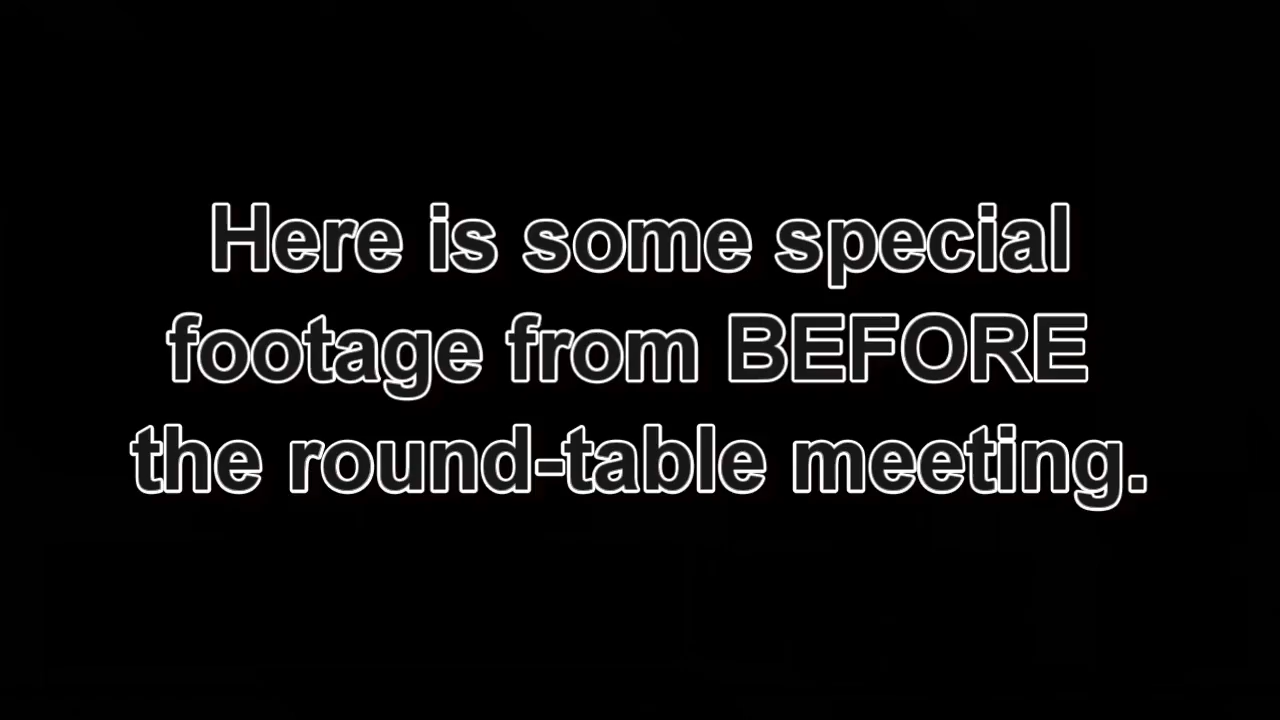 Here is some special
footage from BEFORE
the round-table meeting.